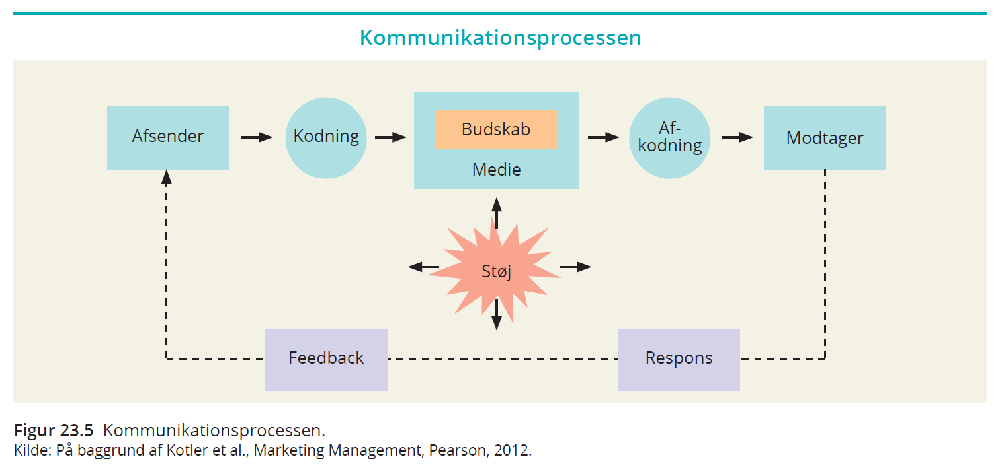 Kommunikationsprocessen
Afsender
Kodning
Budskab
Medie
Af-
kodning
Modtager
Støj
Feedback
Respons
Figur 23.5 Kommunikationsprocessen.
Kilde: På baggrund af Kotler et al., Marketing Management, Pearson, 2012.